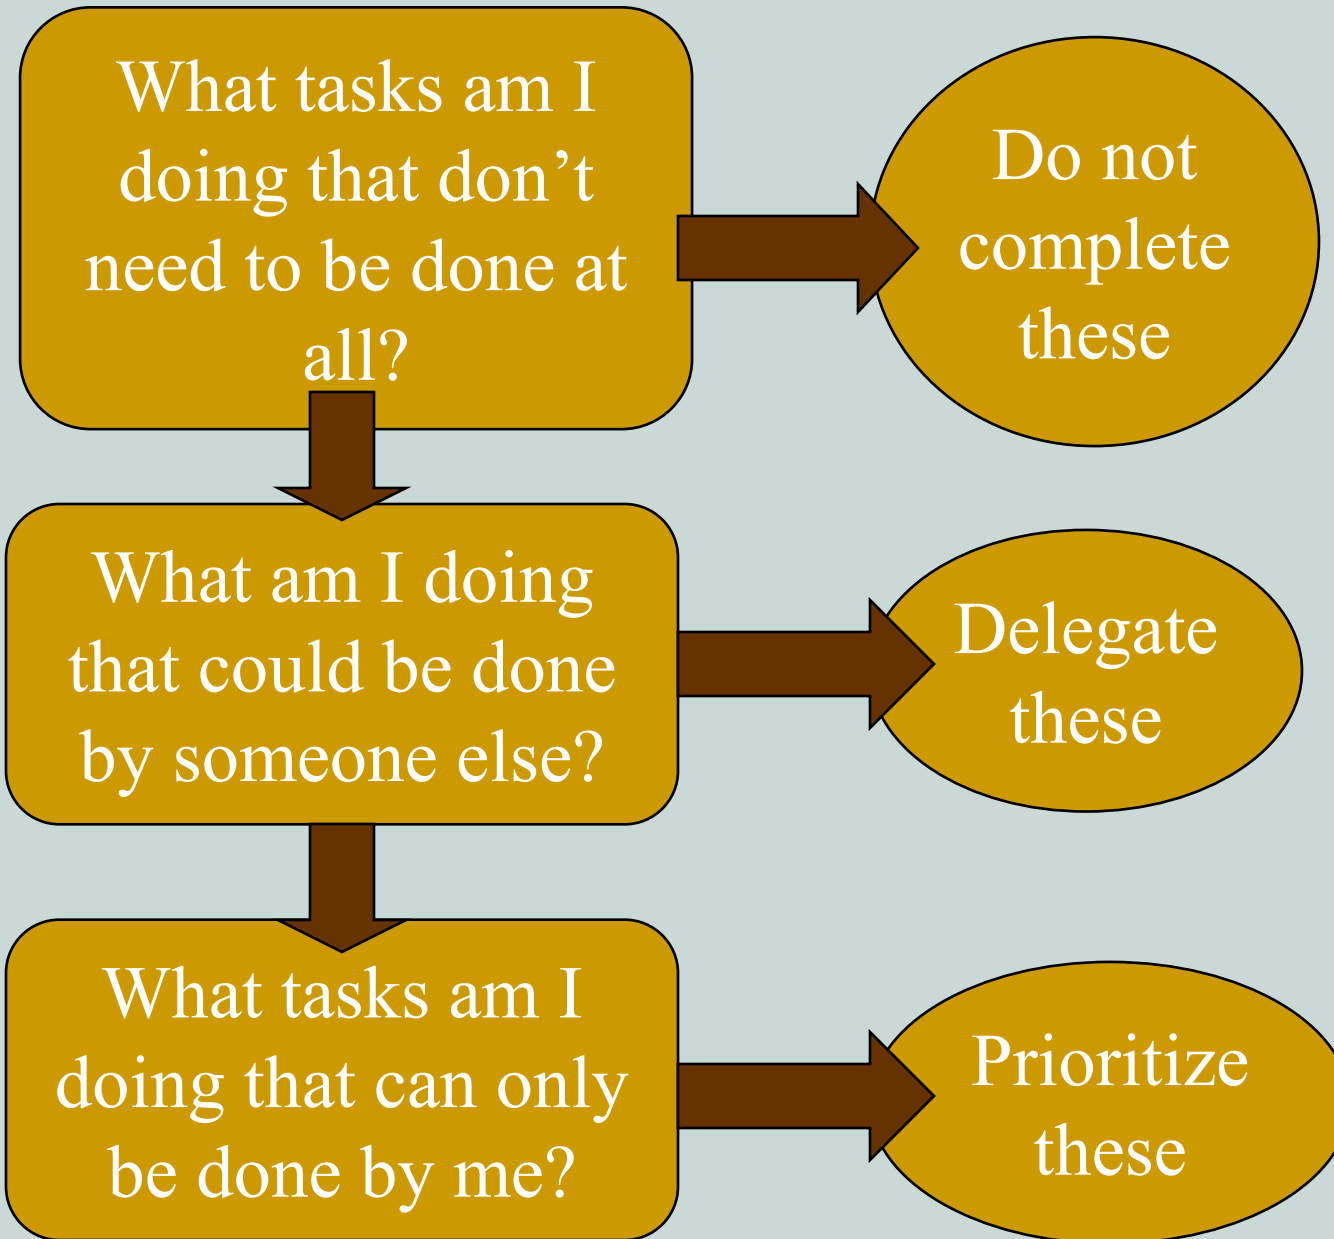 What tasks am I
doing that don’t
need to be done at
all?
Do not
complete
these
What am I doing
that could be done
by someone else?
Delegate
these
What tasks am I
doing that can only
be done by me?
Prioritize
these